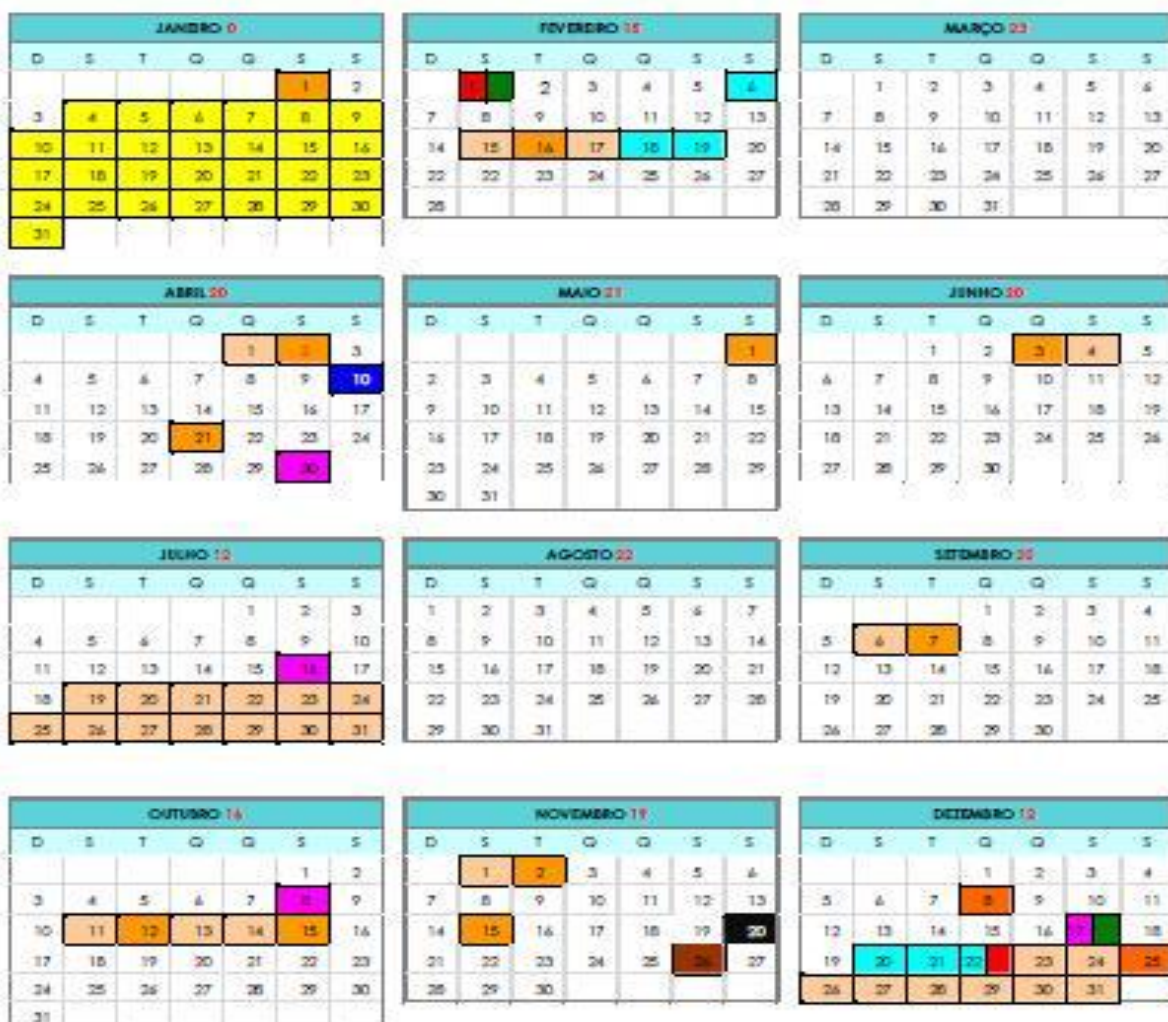 JANEIRO 0
D S T Q Q S S
1 2
3 4 5 6 7 8 9
10 11 12 13 14 15 16
17 18 19 20 21 22 23
24 25 26 27 28 29 30
31
FEVEREIRO 15
D S T Q Q S S
1 2 3 4 5 6
7 8 9 10 11 12 13
14 15 16 17 18 19 20
22 22 23 24 25 26 27
28
MARÇO 23
D S T Q Q S S
1 2 3 4 5 6
7 8 9 10 11 12 13
14 15 16 17 18 19 20
21 22 23 24 25 26 27
28 29 30 31
ABRIL 20
D S T Q Q S S
1 2 3
4 5 6 7 8 9 10
11 12 13 14 15 16 17
18 19 20 21 22 23 24
25 26 27 28 29 30
MAIO 21
D S T Q Q S S
1
2 3 4 5 6 7 8
9 10 11 12 13 14 15
16 17 18 19 20 21 22
23 24 25 26 27 28 29
30 31
JUNHO 20
D S T Q Q S S
1 2 3 4 5
6 7 8 9 10 11 12
13 14 15 16 17 18 19
18 21 22 23 24 25 26
27 28 29 30
JULHO 12
D S T Q Q S S
1 2 3
4 5 6 7 8 9 10
11 12 13 14 15 16 17
18 19 20 21 22 23 24
25 26 27 28 29 30 31
AGOSTO 22
D S T Q Q S S
1 2 3 4 5 6 7
8 9 10 11 12 13 14
15 16 17 18 19 20 21
22 23 24 25 26 27 28
29 30 31
SETEMBRO 20
D S T Q Q S S
1 2 3 4
5 6 7 8 9 10 11
12 13 14 15 16 17 18
19 20 21 22 23 24 25
26 27 28 29 30
OUTUBRO 16
D S T Q Q S S
1 2
3 4 5 6 7 8 9
10 11 12 13 14 15 16
17 18 19 20 21 22 23
24 25 26 27 28 29 30
31
NOVEMBRO 19
D S T Q Q S S
1 2 3 4 5 6
7 8 9 10 11 12 13
14 15 16 17 18 19 20
21 22 23 24 25 26 27
28 29 30
DEZEMBRO 12
D S T Q Q S S
1 2 3 4
5 6 7 8 9 10 11
12 13 14 15 16 17 18
19 20 21 22 23 24 25
26 27 28 29 30 31